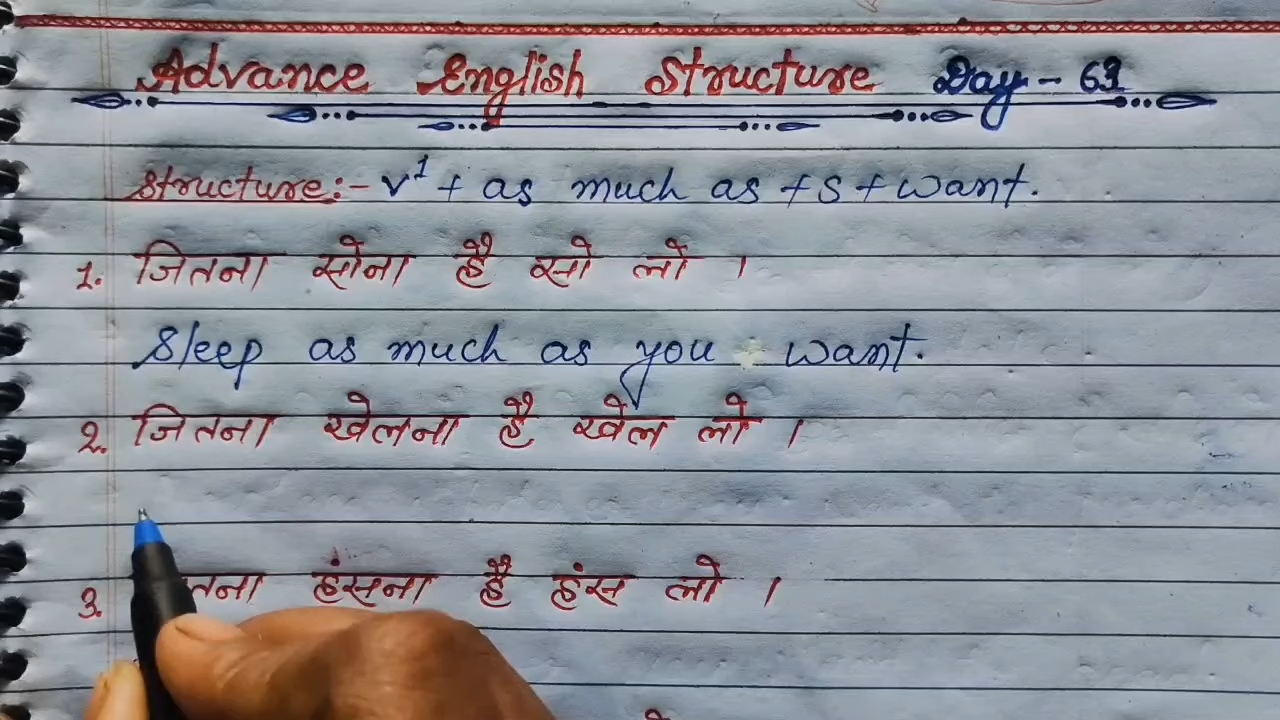 Advance English Structure Day - 63
Structure:- V¹ + as much as + S + want.
1. जितना सोना है सो लो ।
Sleep as much as you want.
2. जितना खेलना है खेल लो ।
3. हंसना है हंस लो ।